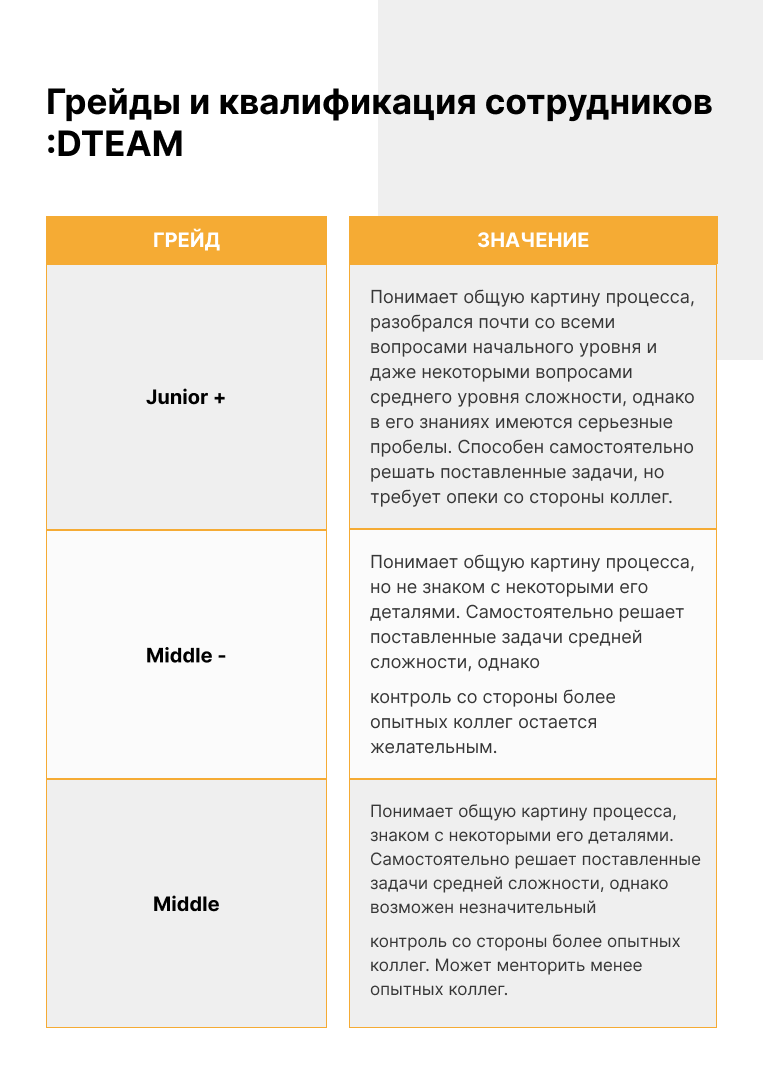 Грейды и квалификация сотрудников
:DTEAM
ГРЕЙД
ЗНАЧЕНИЕ
Junior +
Понимает общую картину процесса,
разобрался почти со всеми
вопросами начального уровня и
даже некоторыми вопросами
среднего уровня сложности, однако
в его знаниях имеются серьезные
пробелы. Способен самостоятельно
решать поставленные задачи, но
требует опеки со стороны коллег.
Middle -
Понимает общую картину процесса,
но не знаком с некоторыми его
деталями. Самостоятельно решает
поставленные задачи средней
сложности, однако
контроль со стороны более
опытных коллег остается
желательным.
Middle
Понимает общую картину процесса,
знаком с некоторыми его деталями.
Самостоятельно решает поставленные
задачи средней сложности, однако
возможен незначительный
контроль со стороны более опытных
коллег. Может менторить менее
опытных коллег.